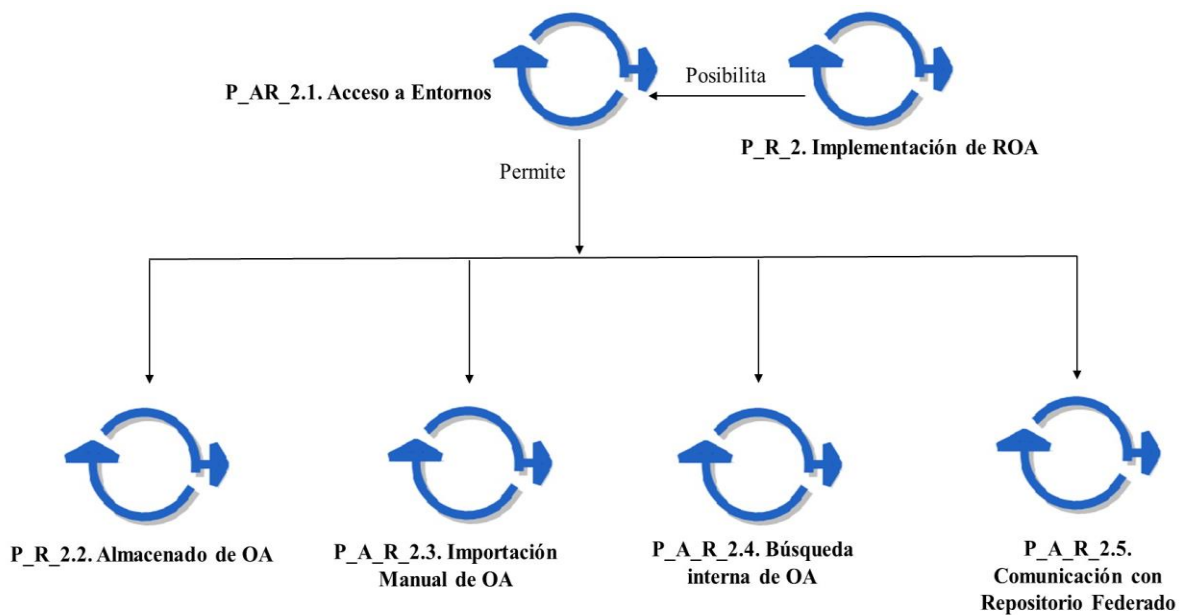 P_AR_2.1. Acceso a Entornos
Posibilita
P_R_2. Implementación de ROA
Permite
P_R_2.2. Almacenado de OA
P_A_R_2.3. Importación
Manual de OA
P_A_R_2.4. Búsqueda
interna de OA
P_A_R_2.5.
Comunicación con
Repositorio Federado